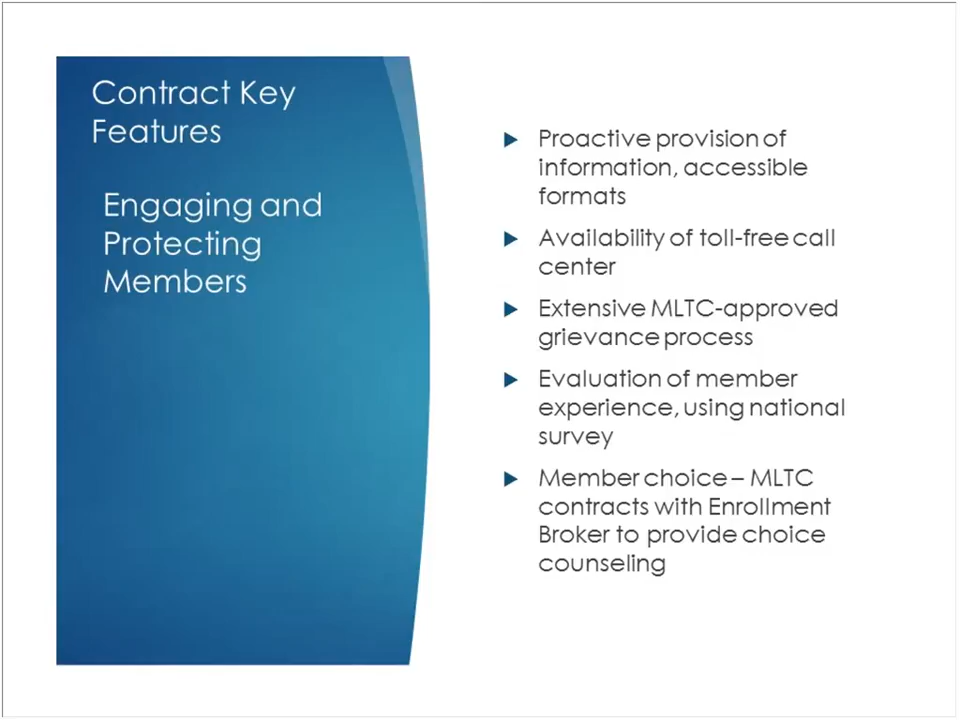 Contract Key
Features
Engaging and
Protecting
Members
Proactive provision of
information, accessible
formats
Availability of toll-free call
center
Extensive MLTC-approved
grievance process
Evaluation of member
experience, using national
survey
Member choice – MLTC
contracts with Enrollment
Broker to provide choice
counseling